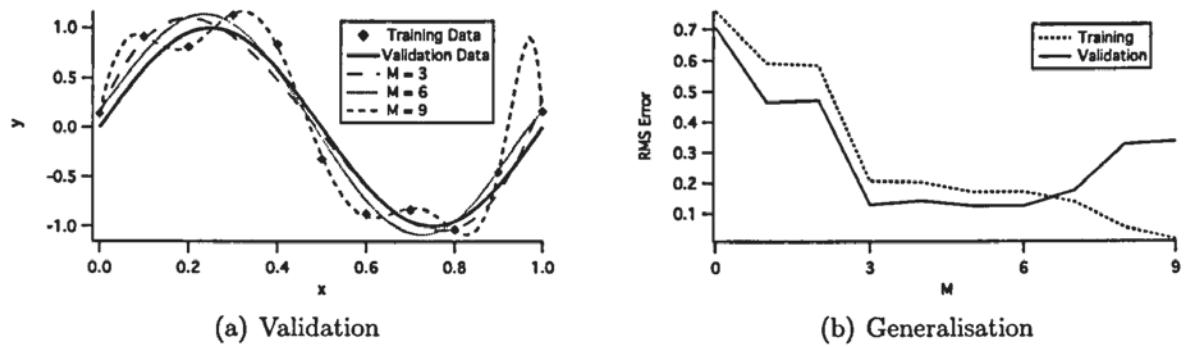 1.0
0.5
0.0
-0.5
-1.0
y
Training Data
Validation Data
M = 3
M = 6
M = 9
0.0
0.2
0.4
0.6
0.8
1.0
x
(a) Validation
0.7
0.6
0.5
0.4
0.3
0.2
0.1
RMS Error
Training
Validation
0
3
6
9
M
(b) Generalisation